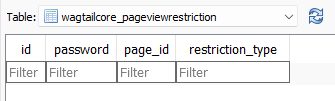 Table: wagtailcore_pageviewrestriction
id password page_id restriction_type
Filter Filter Filter Filter